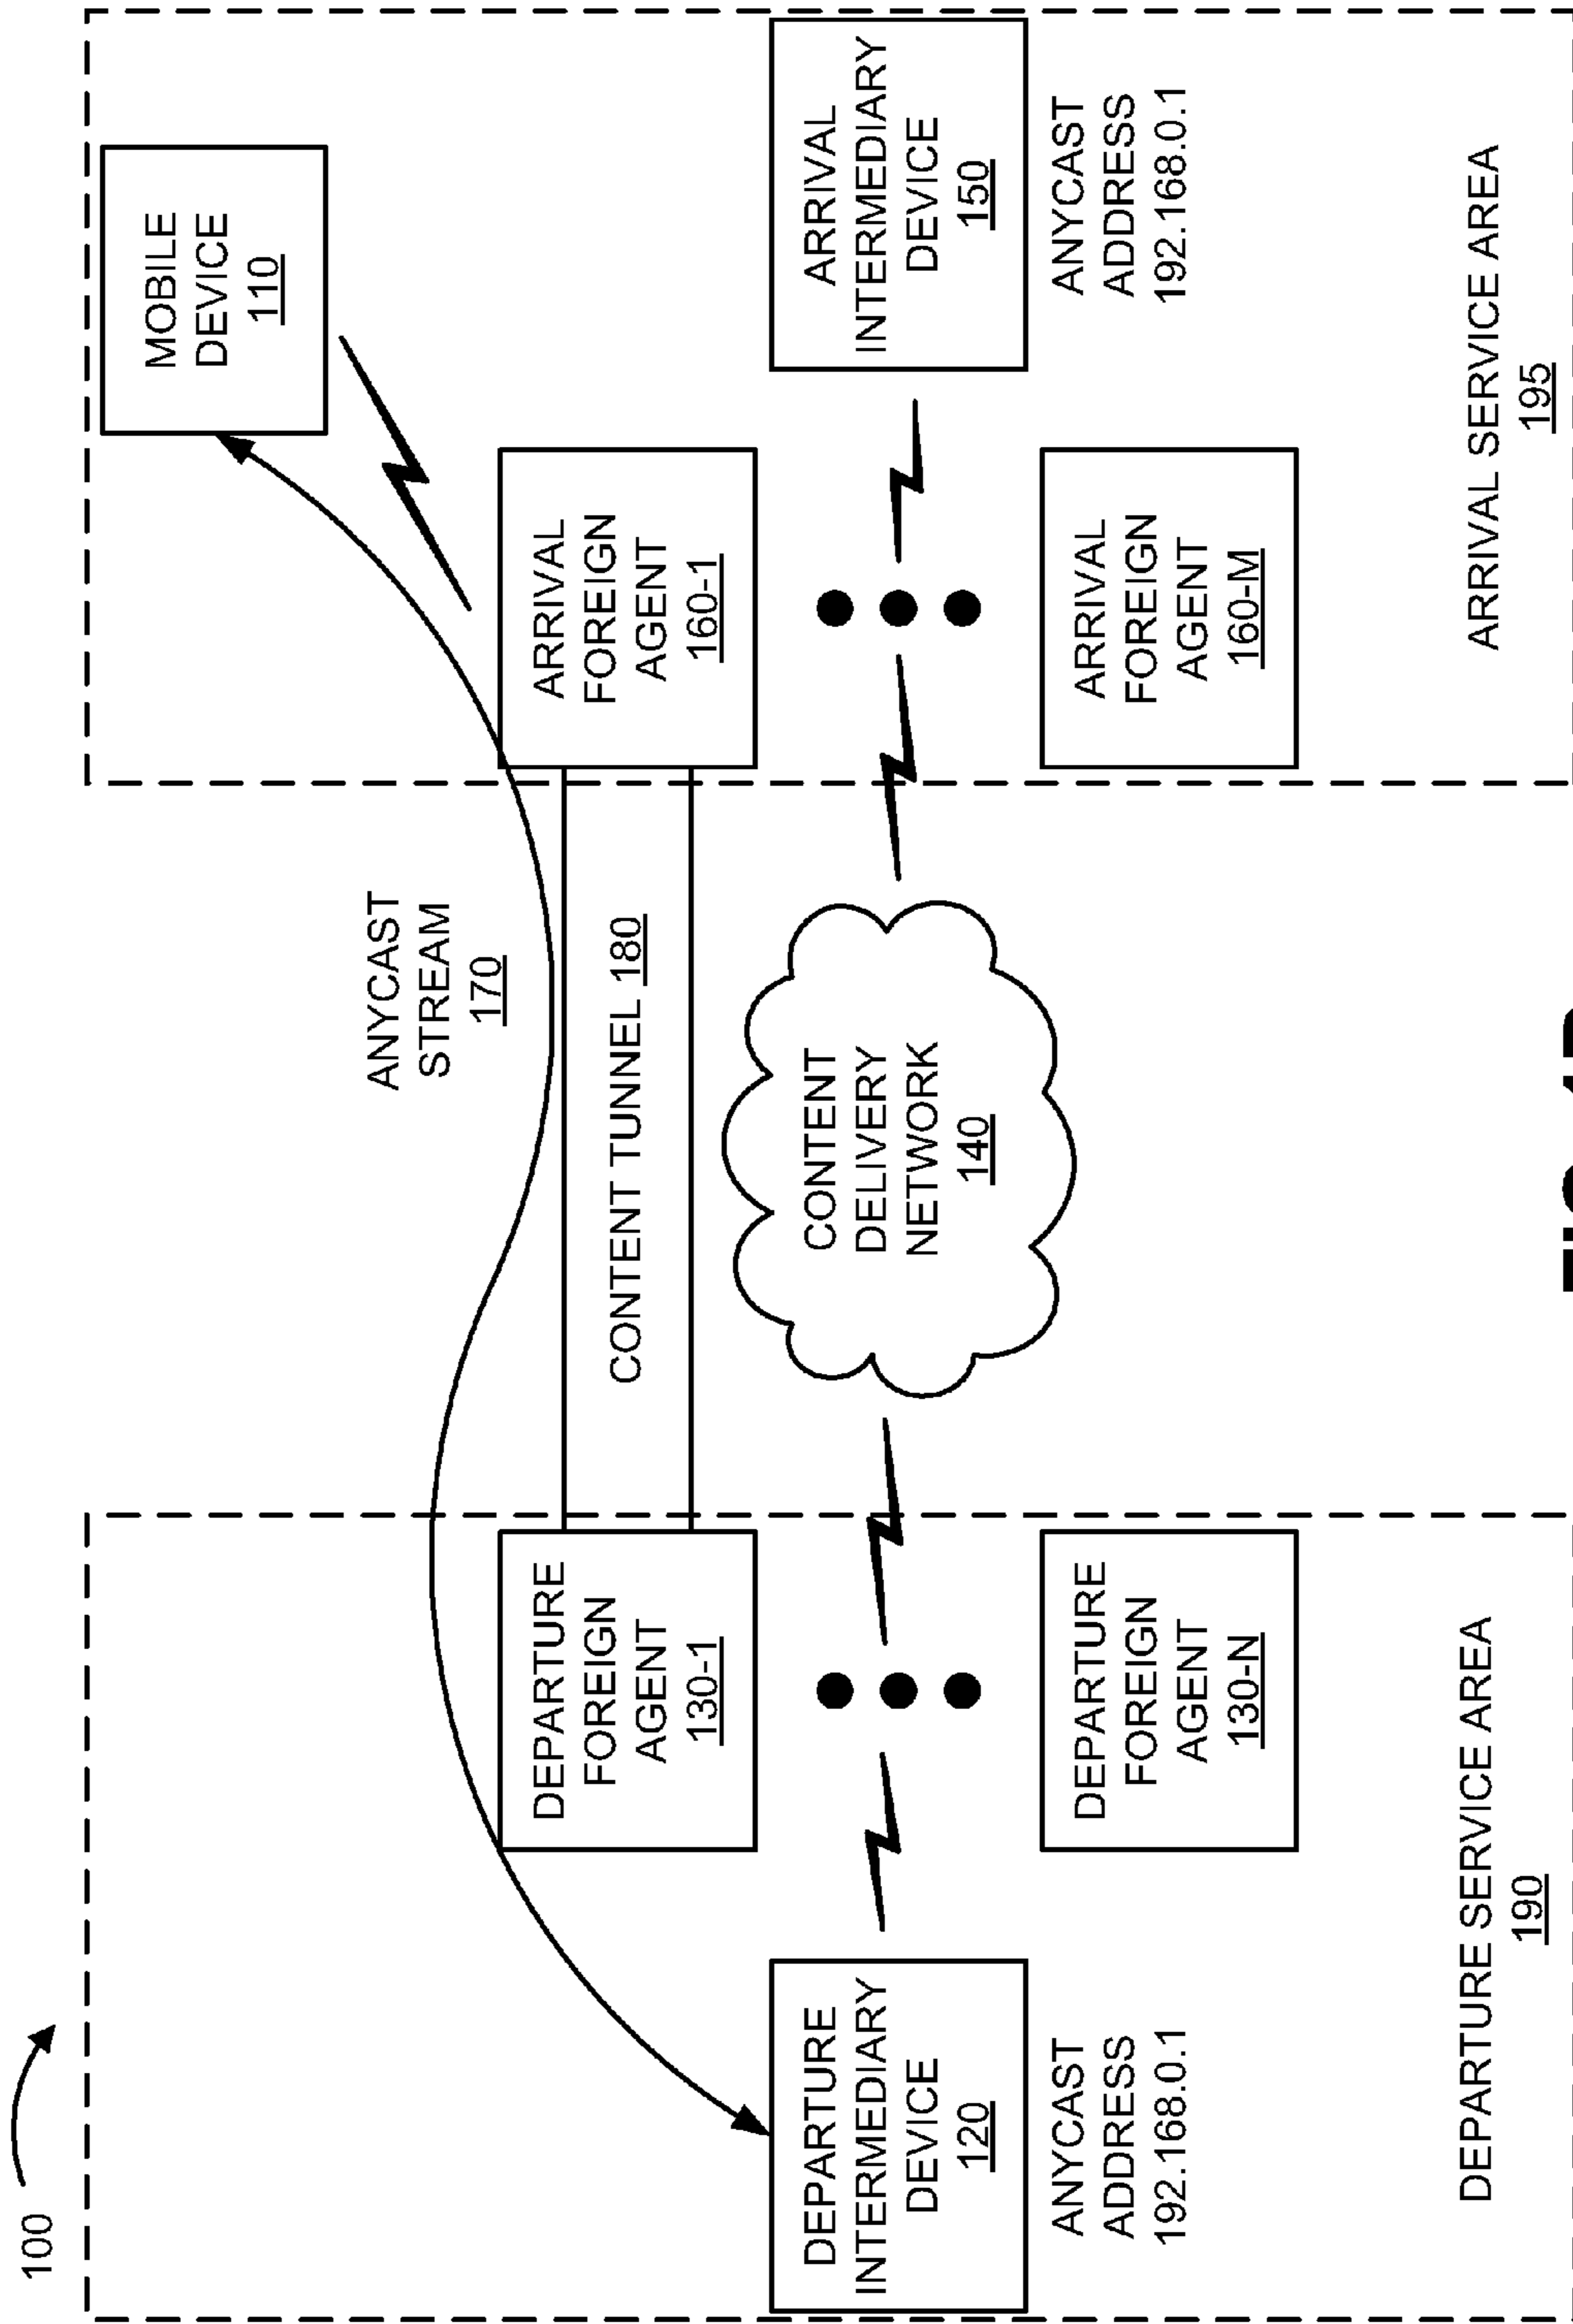 100
MOBILE
DEVICE
110
ANYCAST
STREAM
170
DEPARTURE
FOREIGN
AGENT
130-1
CONTENT TUNNEL 180
ARRIVAL
FOREIGN
AGENT
160-1
DEPARTURE
INTERMEDIARY
DEVICE
120
CONTENT
DELIVERY
NETWORK
140
ARRIVAL
INTERMEDIARY
DEVICE
150
ANYCAST
ADDRESS
192.168.0.1
DEPARTURE
FOREIGN
AGENT
130-N
ARRIVAL
FOREIGN
AGENT
160-M
ANYCAST
ADDRESS
192.168.0.1
DEPARTURE SERVICE AREA
190
ARRIVAL SERVICE AREA
195